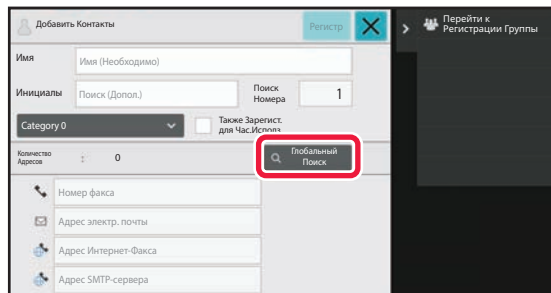 Добавить Контакты
Регистр
Перейти к
Регистрации Группы
Имя
Имя (Необходимо)
Инициалы
Поиск (Допол.)
Поиск
Номера
1
Category 0
Также Зарегист.
для Час.Использ.
Количество
Адресов
:
0
Глобальный
Поиск
Номер факса
Адрес электр. почты
Адрес Интернет-Факса
Адрес SMTP-сервера